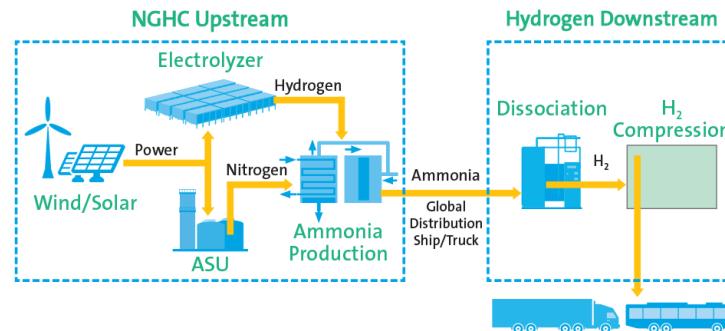 NGHC Upstream
Hydrogen Downstream
Electrolyzer
Hydrogen
Dissociation
H₂
Compression
Power
Nitrogen
Ammonia
H₂
Wind/Solar
Global
Distribution
Ship/Truck
Ammonia
Production
ASU